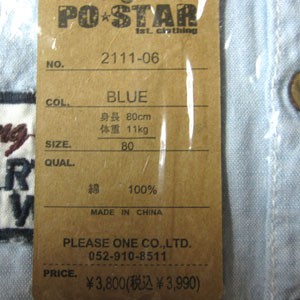 PO★STAR
1st. clothing
NO. 2111-06
COL. BLUE
身長 80cm
体重 11kg
SIZE. 80
QUAL.
綿 100%
MADE IN CHINA
PLEASE ONE CO.,LTD.
052-910-8511
PRICE. ¥3,800(税込¥3,990)